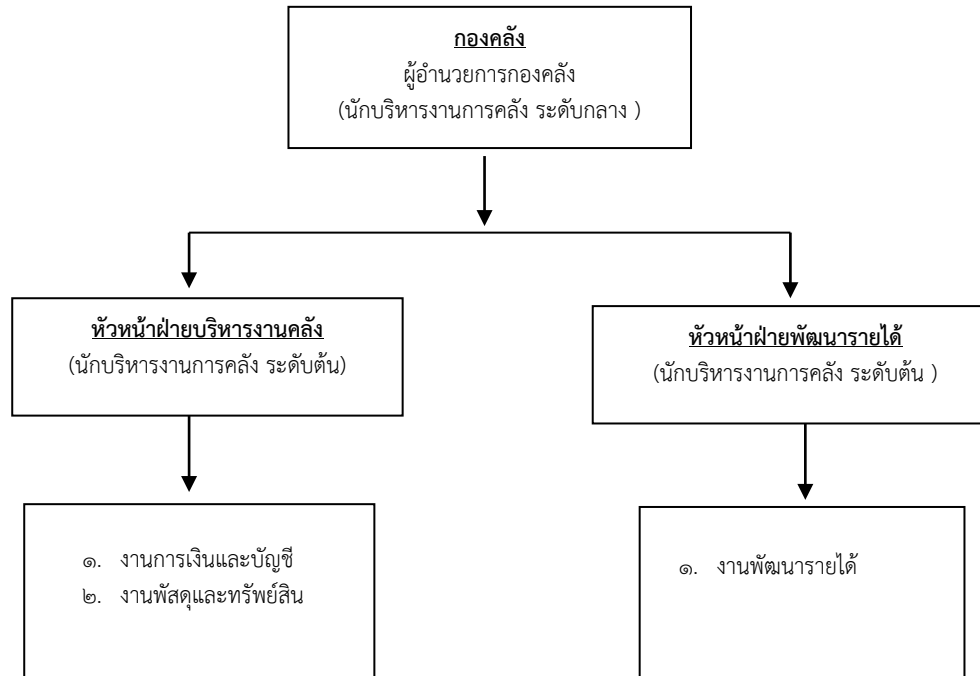 กองคลัง
ผู้อำนวยการกองคลัง
(นักบริหารงานการคลัง ระดับกลาง )
หัวหน้าฝ่ายบริหารงานคลัง
(นักบริหารงานการคลัง ระดับต้น)
หัวหน้าฝ่ายพัฒนารายได้
(นักบริหารงานการคลัง ระดับต้น )
๑. งานการเงินและบัญชี
๒. งานพัสดุและทรัพย์สิน
๑. งานพัฒนารายได้